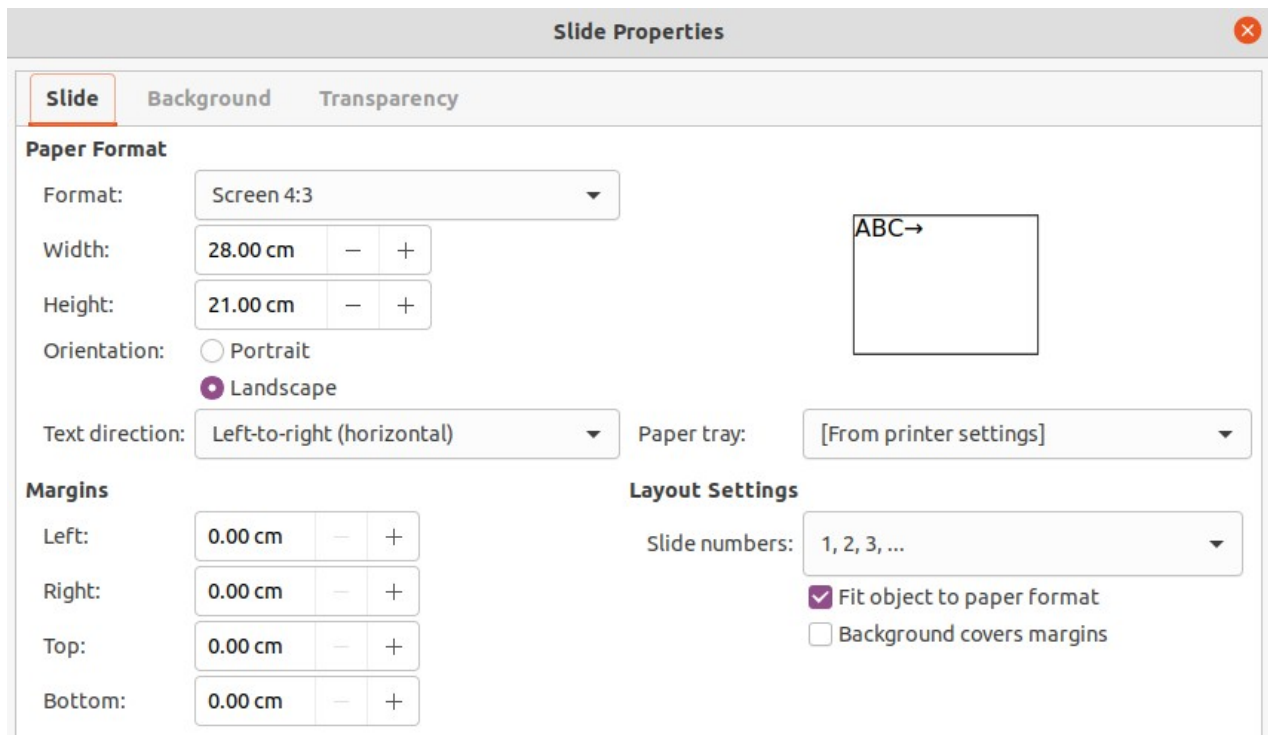 Slide Properties
Slide Background Transparency
Paper Format
Format: Screen 4:3
ABC→
Width: 28.00 cm − +
Height: 21.00 cm − +
Orientation: Portrait
Landscape
Text direction: Left-to-right (horizontal) Paper tray: [From printer settings]
Margins Layout Settings
Left: 0.00 cm − +
Slide numbers: 1, 2, 3, ...
Right: 0.00 cm − +
Fit object to paper format
Background covers margins
Top: 0.00 cm − +
Bottom: 0.00 cm − +